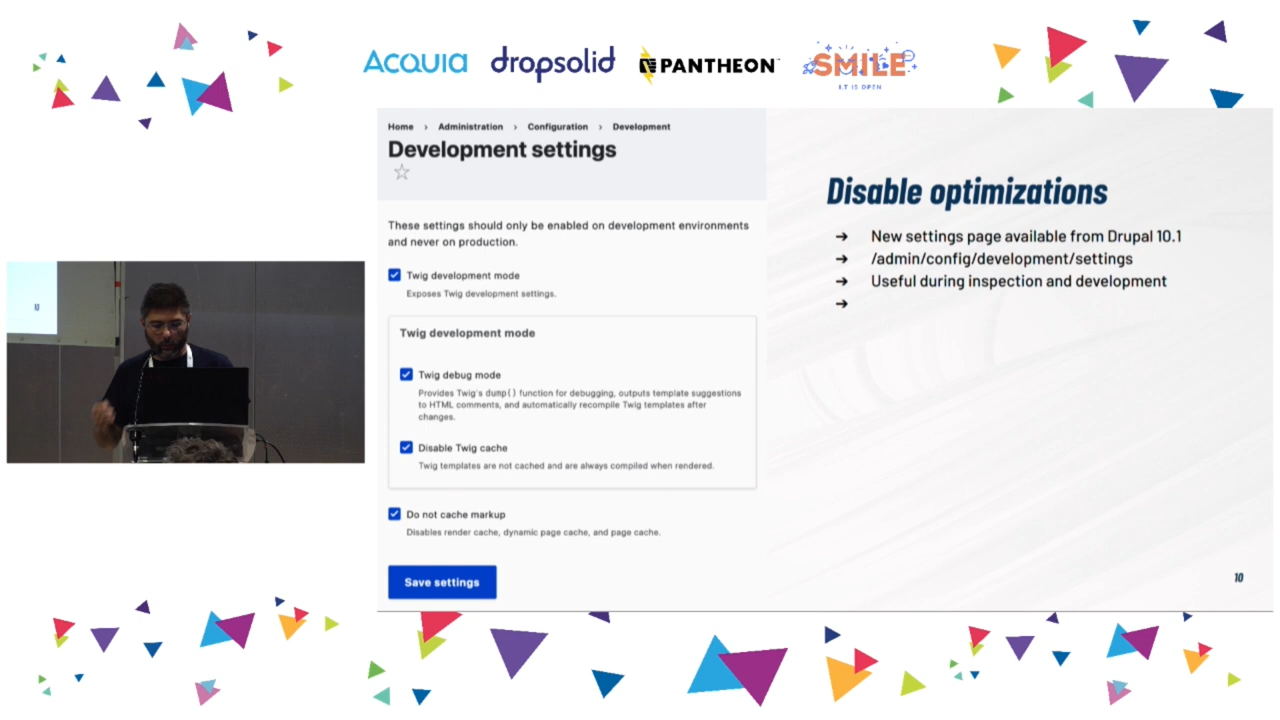 ACQUIA dropsolid PANTHEON SMILE
I.T IS OPEN
Home › Administration › Configuration › Development
Development settings
These settings should only be enabled on development environments
and never on production.
Twig development mode
Exposes Twig development settings.
Twig development mode
Twig debug mode
Provides Twig's dump() function for debugging, outputs template suggestions
to HTML comments, and automatically recompile Twig templates after
changes.
Disable Twig cache
Twig templates are not cached and are always compiled when rendered.
Do not cache markup
Disables render cache, dynamic page cache, and page cache.
Save settings
Disable optimizations
➔ New settings page available from Drupal 10.1
➔ /admin/config/development/settings
➔ Useful during inspection and development
➔
10